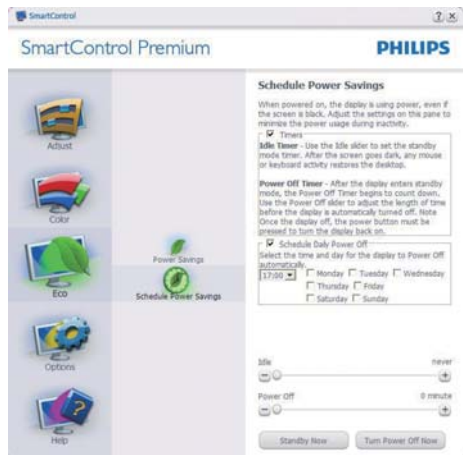 SmartControl
SmartControl Premium
PHILIPS
Adjust
Color
Eco
Options
Help
Power Savings
Schedule Power Savings
Schedule Power Savings
When powered on, the display is using power, even if
the screen is black, Adjust the settings on this pane to
minimize the power usage during inactivity.
Timers
Idle Timer - Use the Idle slider to set the standby
mode timer. After the screen goes dark, any mouse
or keyboard activity restores the desktop.
Power Off Timer - After the display enters standby
mode, the Power Off Timer begins to count down.
Use the Power Off slider to adjust the length of time
before the display is automatically turned off. Note
Once the display off, the power button must be
pressed to turn the display back on.
Schedule Daily Power Off
Select the time and day for the display to Power Off
automatically.
17:00 Monday Tuesday Wednesday
Thursday Friday
Saturday Sunday
Idle never
Power Off 0 minute
Standby Now Turn Power Off Now